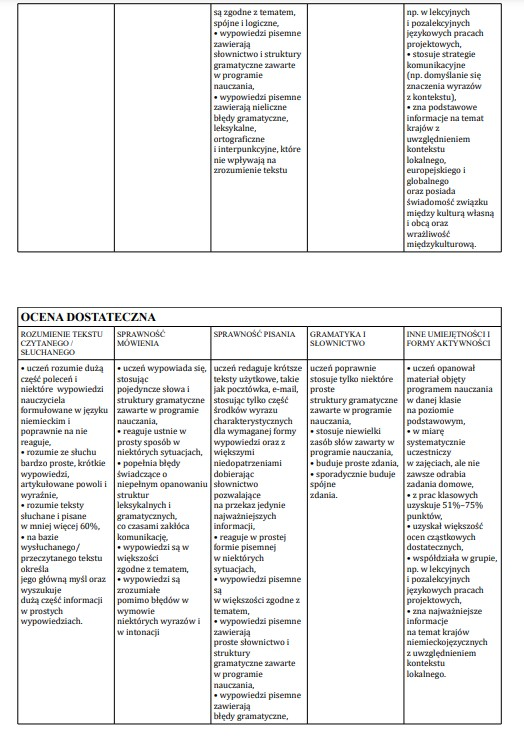 są zgodne z tematem,
spójne i logiczne,
• wypowiedzi pisemne
zawierają
słownictwo i struktury
gramatyczne zawarte
w programie
nauczania,
• wypowiedzi pisemne
zawierają nieliczne
błędy gramatyczne,
leksykalne,
ortograficzne
i interpunkcyjne, które
nie wpływają na
zrozumienie tekstu
np. w lekcyjnych
i pozalekcyjnych
językowych pracach
projektowych,
• stosuje strategie
komunikacyjne
(np. domyślanie się
znaczenia wyrazów
z kontekstu),
• zna podstawowe
informacje na temat
krajów z
uwzględnieniem
kontekstu
lokalnego,
europejskiego i
globalnego
oraz posiada
świadomość związku
między kulturą własną
i obcą oraz
wrażliwość
międzykulturową.
OCENA DOSTATECZNA
ROZUMIENIE TEKSTU
CZYTANEGO /
SŁUCHANEGO
SPRAWNOŚĆ
MÓWIENIA
SPRAWNOŚĆ PISANIA
GRAMATYKA I
SŁOWNICTWO
INNE UMIEJĘTNOŚCI I
FORMY AKTYWNOŚCI
• uczeń rozumie dużą
część poleceń i
niektóre wypowiedzi
nauczyciela
formułowane w języku
niemieckim i
poprawnie na nie
reaguje,
• rozumie ze słuchu
bardzo proste, krótkie
wypowiedzi,
artykułowane powoli i
wyraźnie,
• rozumie teksty
słuchane i pisane
w mniej więcej 60%,
• na bazie
wysłuchanego/
przeczytanego tekstu
określa
jego główną myśl oraz
wyszukuje
dużą część informacji
w prostych
wypowiedziach.
• uczeń wypowiada się,
stosując
pojedyncze słowa i
struktury gramatyczne
zawarte w programie
nauczania,
• reaguje ustnie w
prosty sposób w
niektórych sytuacjach,
• popełnia błędy
świadczące o
niepełnym opanowaniu
struktur
leksykalnych i
gramatycznych,
co czasami zakłóca
komunikację,
• wypowiedzi są w
większości
zgodne z tematem,
• wypowiedzi są
zrozumiałe
pomimo błędów w
wymowie
niektórych wyrazów i
w intonacji
uczeń redaguje krótsze
teksty użytkowe, takie
jak pocztówka, e-mail,
stosując tylko część
środków wyrazu
charakterystycznych
dla wymaganej formy
wypowiedzi oraz z
większymi
niedopatrzeniami
dobierając
słownictwo
pozwalające
na przekaz jedynie
najważniejszych
informacji,
• reaguje w prostej
formie pisemnej
w niektórych
sytuacjach,
• wypowiedzi pisemne
są
w większości zgodne z
tematem,
• wypowiedzi pisemne
zawierają
proste słownictwo i
struktury
gramatyczne zawarte
w programie
nauczania,
• wypowiedzi pisemne
zawierają
błędy gramatyczne,
uczeń poprawnie
stosuje tylko niektóre
proste
struktury gramatyczne
zawarte w programie
nauczania,
• stosuje niewielki
zasób słów zawarty w
programie nauczania,
• buduje proste zdania,
• sporadycznie buduje
spójne
zdania.
• uczeń opanował
materiał objęty
programem nauczania
w danej klasie
na poziomie
podstawowym,
• w miarę
systematycznie
uczestniczy
w zajęciach, ale nie
zawsze odrabia
zadania domowe,
• z prac klasowych
uzyskuje 51%–75%
punktów,
• uzyskał większość
ocen cząstkowych
dostatecznych,
• współdziała w grupie,
np. w lekcyjnych
i pozalekcyjnych
językowych pracach
projektowych,
• zna najważniejsze
informacje
na temat krajów
niemieckojęzycznych
z uwzględnieniem
kontekstu
lokalnego.